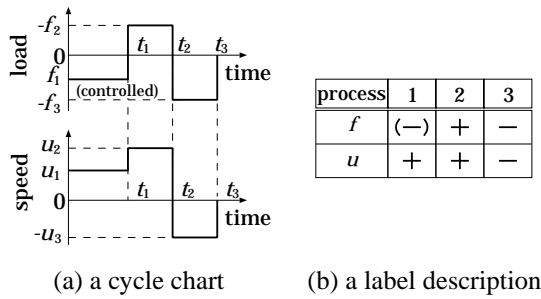 -f2
0
load
f1
(controlled)
-f3
t1
t2
t3
time
u2
u1
0
speed
-u3
t1
t2
t3
time
(a) a cycle chart
process 1 2 3
f (−) + −
u + + −
(b) a label description